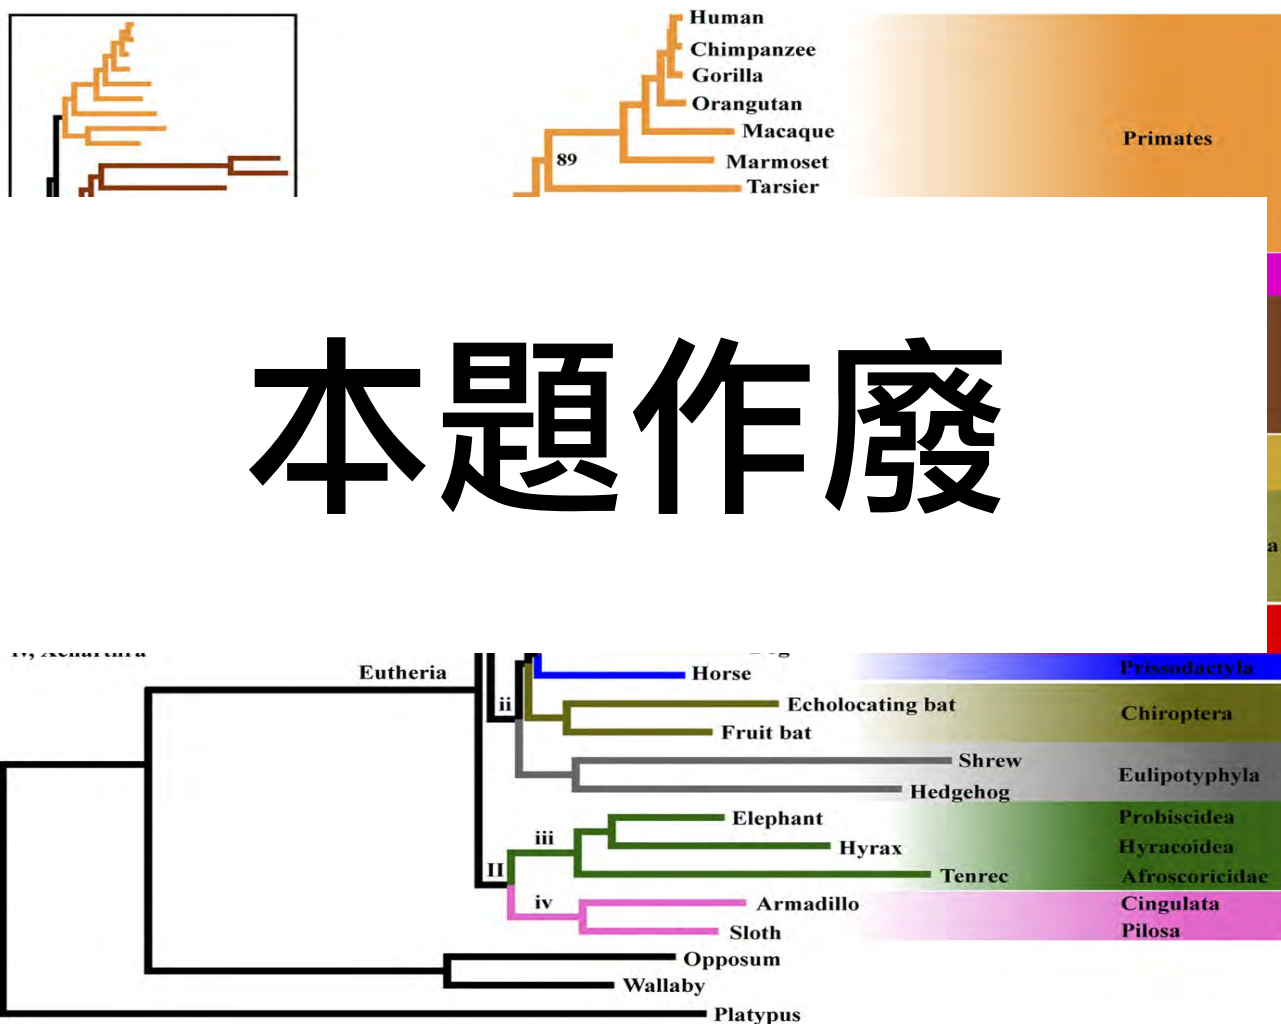 Human
Chimpanzee
Gorilla
Orangutan
Macaque
Primates
89
Marmoset
Tarsier
本題作廢
a
iv, Xenarthra
Eutheria
Horse
Prissodactyla
ii
Echolocating bat
Chiroptera
Fruit bat
Shrew
Eulipotyphyla
Hedgehog
Elephant
Probiscidea
iii
Hyrax
Hyracoidea
II
Tenrec
Afroscoricidae
iv
Armadillo
Cingulata
Sloth
Pilosa
Opposum
Wallaby
Platypus